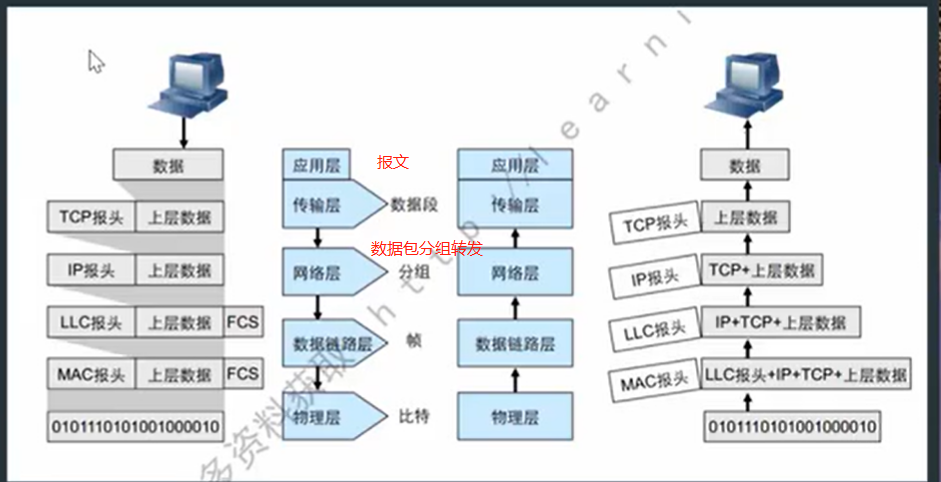 数据
应用层
报文
应用层
数据
TCP报头 上层数据
传输层
数据段
传输层
TCP报头
上层数据
数据包分组转发
IP报头 上层数据
网络层
分组
网络层
IP报头
TCP+上层数据
LLC报头 上层数据 FCS
数据链路层
帧
数据链路层
LLC报头
IP+TCP+上层数据
MAC报头 上层数据 FCS
MAC报头
LLC报头+IP+TCP+上层数据
0101110101001000010
物理层
比特
物理层
0101110101001000010
多资料获取 http://learni